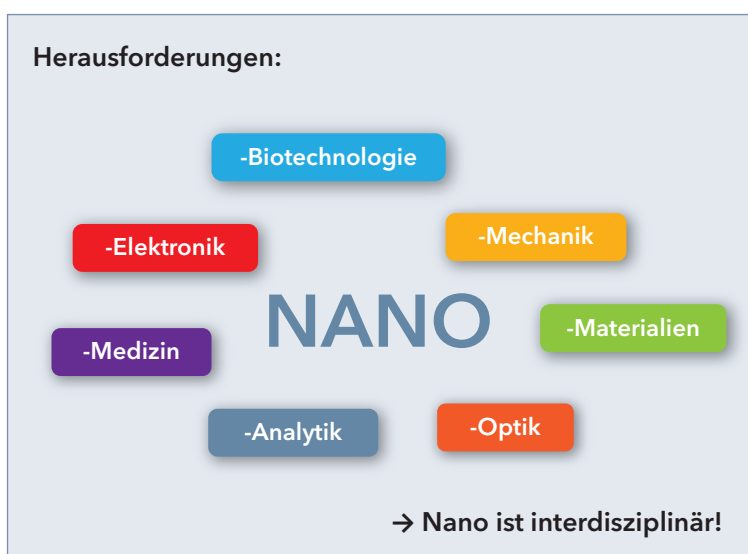 Herausforderungen:
-Biotechnologie
-Elektronik
-Mechanik
NANO
-Materialien
-Medizin
-Analytik
-Optik
→ Nano ist interdisziplinär!